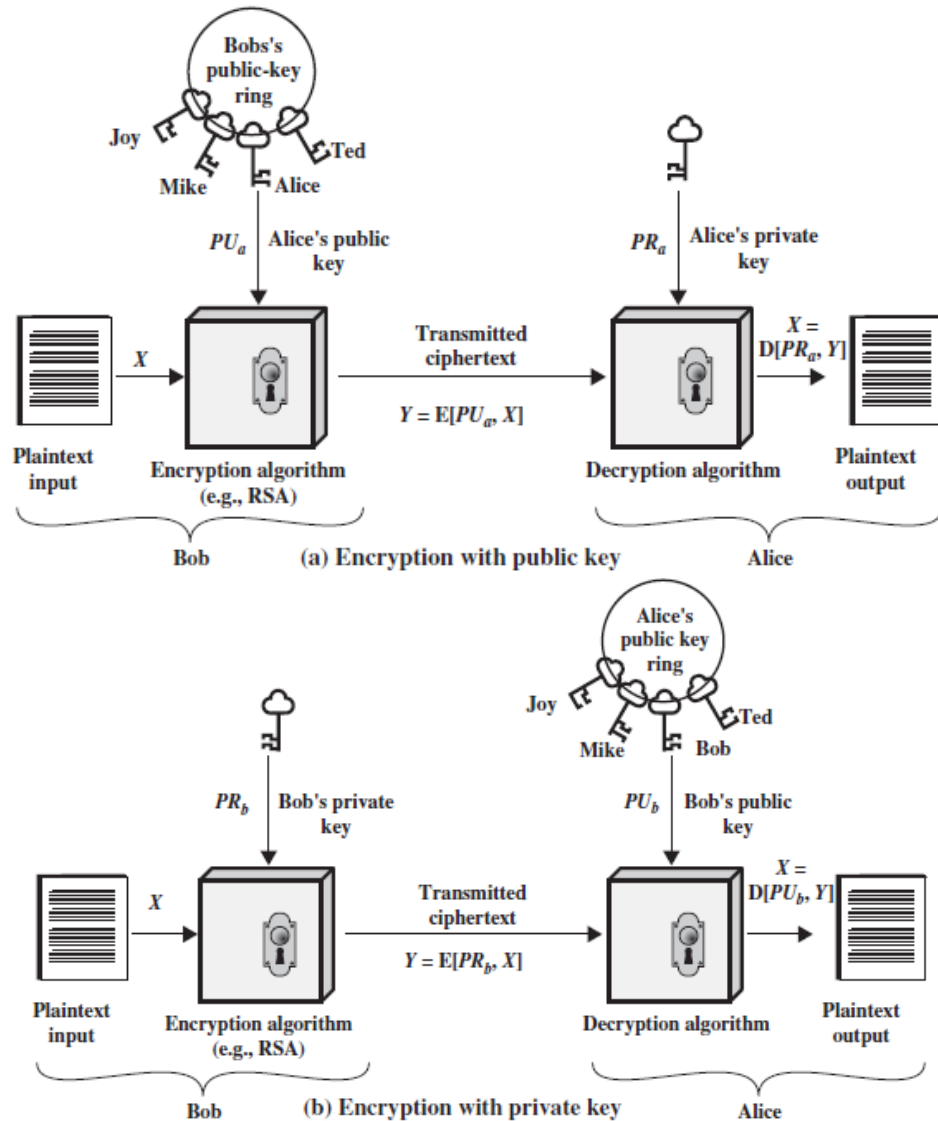 Bobs's
public-key
ring
Joy
Ted
Mike
Alice
PUa
Alice's public
key
PRa
Alice's private
key
X
Transmitted
ciphertext
X =
D[PRa, Y]
Y = E[PUa, X]
Plaintext
input
Encryption algorithm
(e.g., RSA)
Decryption algorithm
Plaintext
output
Bob
(a) Encryption with public key
Alice
Alice's
public key
ring
Joy
Ted
Mike
Bob
PRb
Bob's private
key
PUb
Bob's public
key
X
Transmitted
ciphertext
X =
D[PUb, Y]
Y = E[PRb, X]
Plaintext
input
Encryption algorithm
(e.g., RSA)
Decryption algorithm
Plaintext
output
Bob
(b) Encryption with private key
Alice